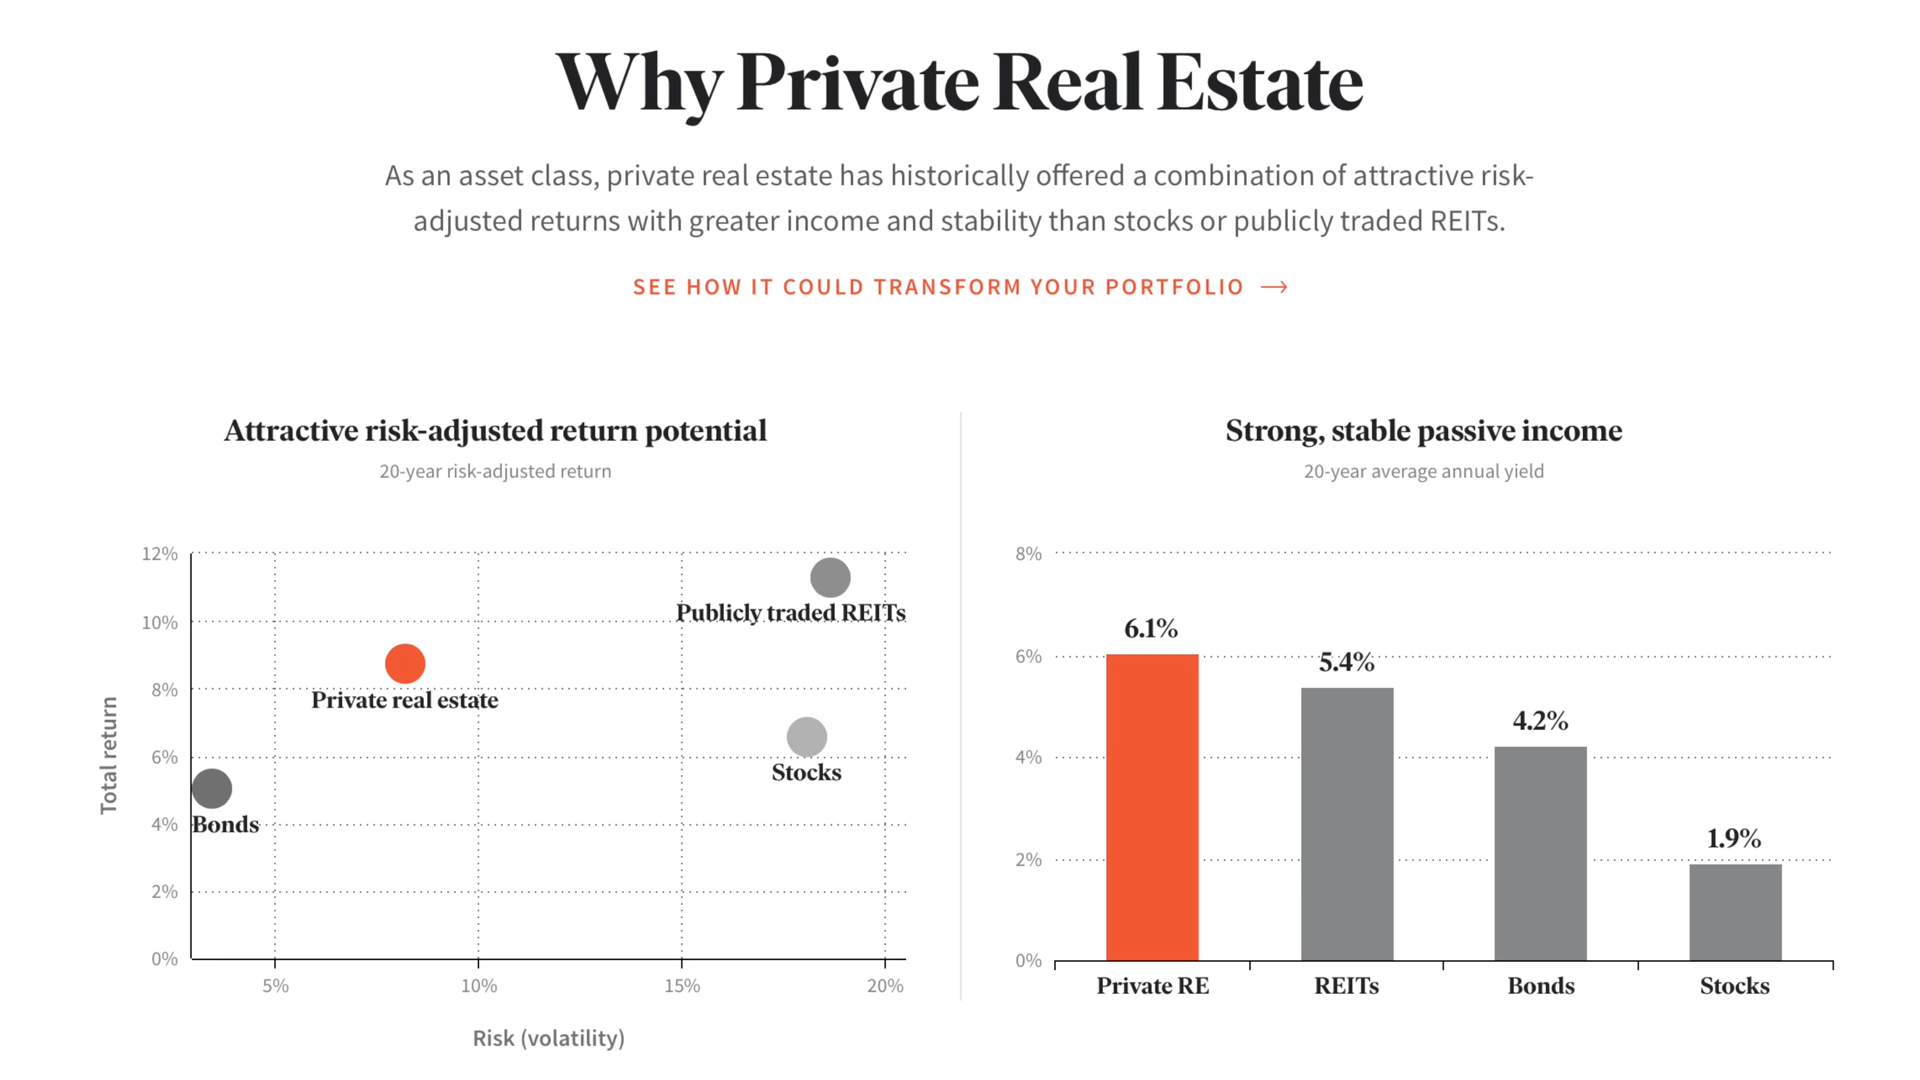 Why Private Real Estate
As an asset class, private real estate has historically offered a combination of attractive risk-
adjusted returns with greater income and stability than stocks or publicly traded REITs.
SEE HOW IT COULD TRANSFORM YOUR PORTFOLIO →
Attractive risk-adjusted return potential
20-year risk-adjusted return
12%
10%
8%
6%
4%
2%
0%
Total return
Publicly traded REITs
Private real estate
Stocks
Bonds
5%
10%
15%
20%
Risk (volatility)
Strong, stable passive income
20-year average annual yield
8%
6%
4%
2%
0%
6.1%
5.4%
4.2%
1.9%
Private RE
REITs
Bonds
Stocks